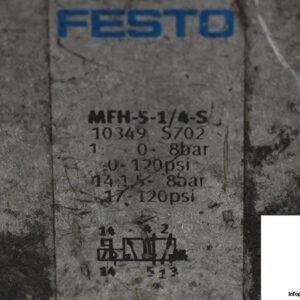 FESTO
MFH-5-1/4-S
10349 S702
1 0- 8bar
0-120psi
14 1,5- 8bar
17-120psi
14 4 2
14 5 1 3